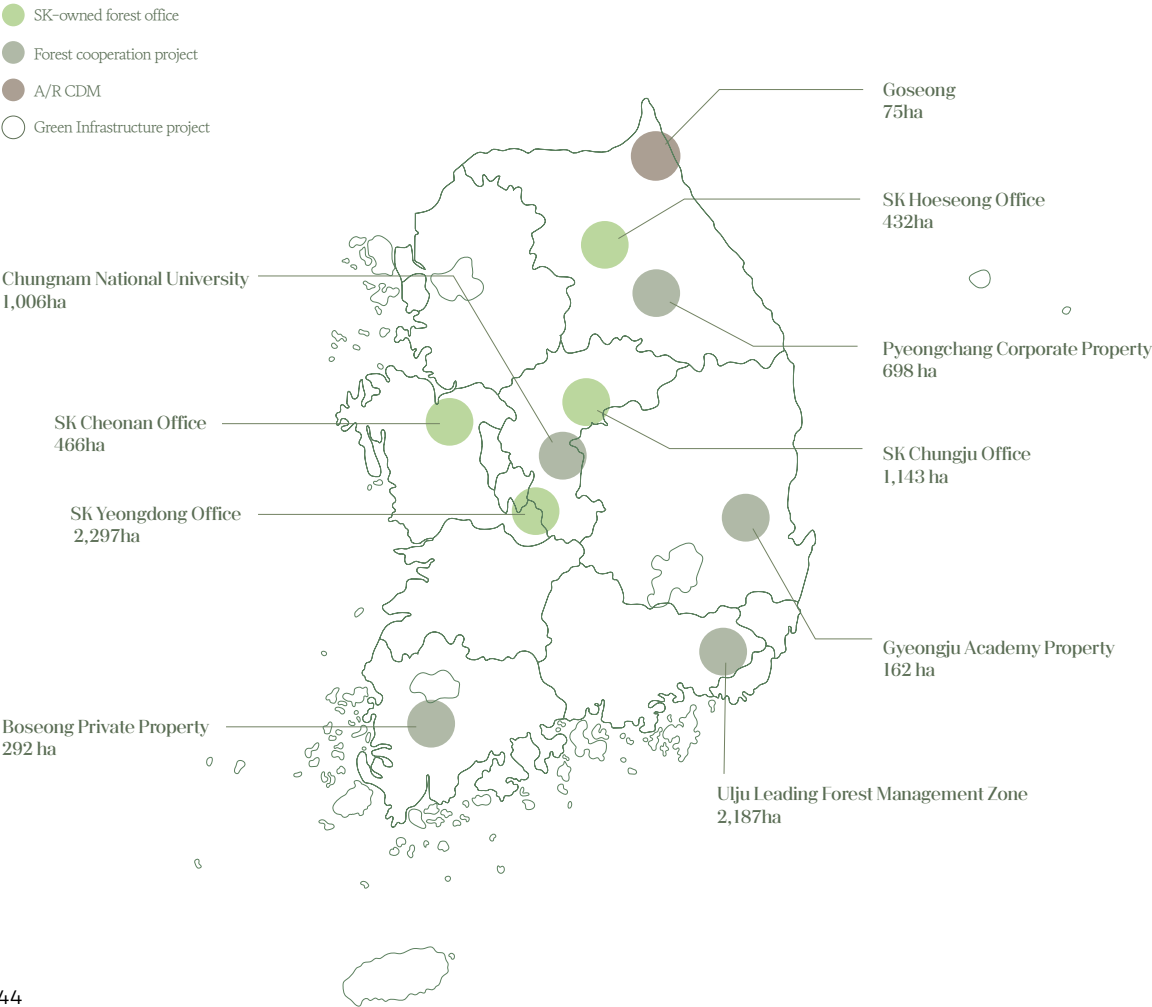 SK-owned forest office
Forest cooperation project
A/R CDM
Green Infrastructure project
Goseong
75ha
SK Hoeseong Office
432ha
Chungnam National University
1,006ha
Pyeongchang Corporate Property
698 ha
SK Cheonan Office
466ha
SK Chungju Office
1,143 ha
SK Yeongdong Office
2,297ha
Gyeongju Academy Property
162 ha
Boseong Private Property
292 ha
Ulju Leading Forest Management Zone
2,187ha
44